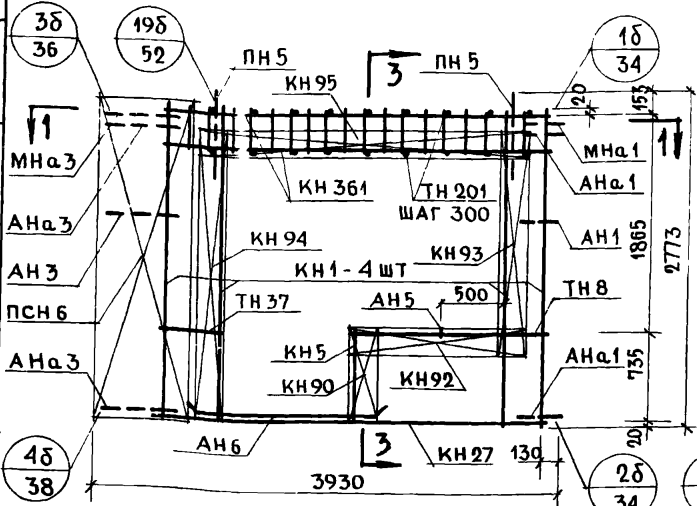 3б
36
19б
52
ПН 5
КН 95
3
ПН 5
1б
34
20
153
1
1
МНа 3
МНа 1
АНа 3
КН 361
ТН 201
ШАГ 300
АНа 1
АН 3
КН 94
КН 93
АН 1
1865
2773
КН 1 - 4 ШТ
ПСН 6
ТН 37
АН 5
500
ТН 8
АНа 3
КН 5
КН 90
КН 92
АНа 1
735
АН 6
3
КН 27
130
20
4б
38
3930
2б
34